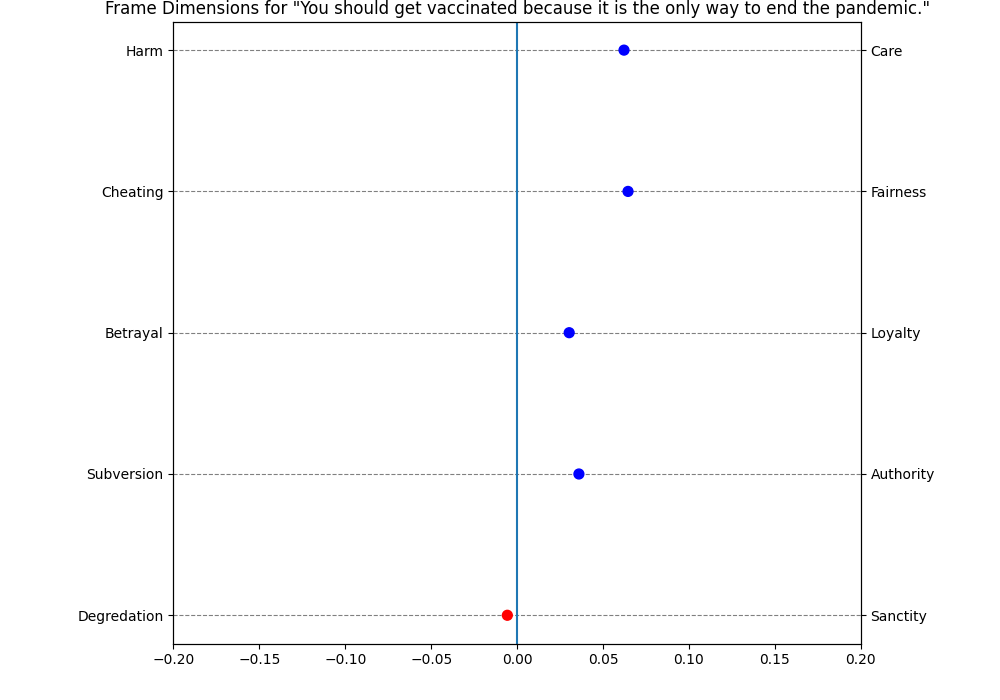 Frame Dimensions for "You should get vaccinated because it is the only way to end the pandemic."
Harm
Care
Cheating
Fairness
Betrayal
Loyalty
Subversion
Authority
Degredation
Sanctity
−0.20 −0.15 −0.10 −0.05 0.00 0.05 0.10 0.15 0.20